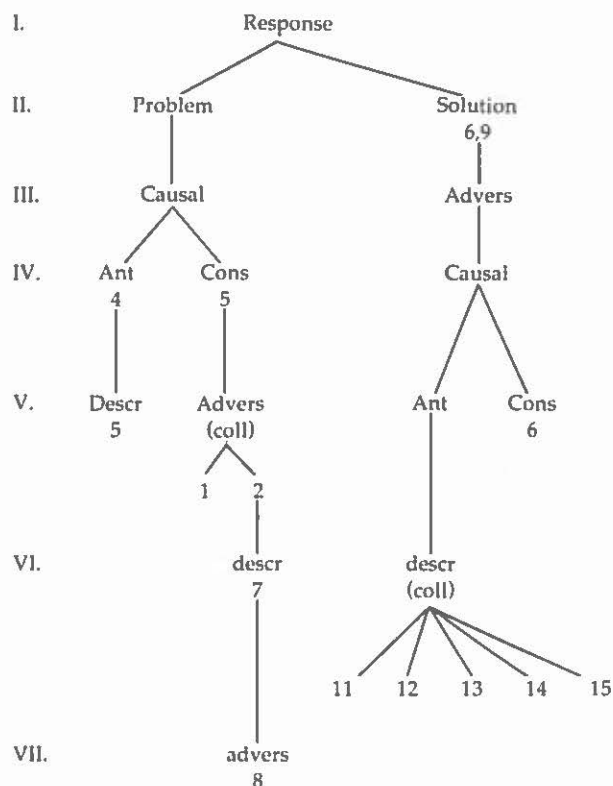 I. Response
II. Problem Solution
6,9
III. Causal Advers
IV. Ant Cons Causal
4 5
V. Descr Advers Ant Cons
5 (coll) 6
1 2
VI. descr descr
7 (coll)
11 12 13 14 15
VII. advers
8